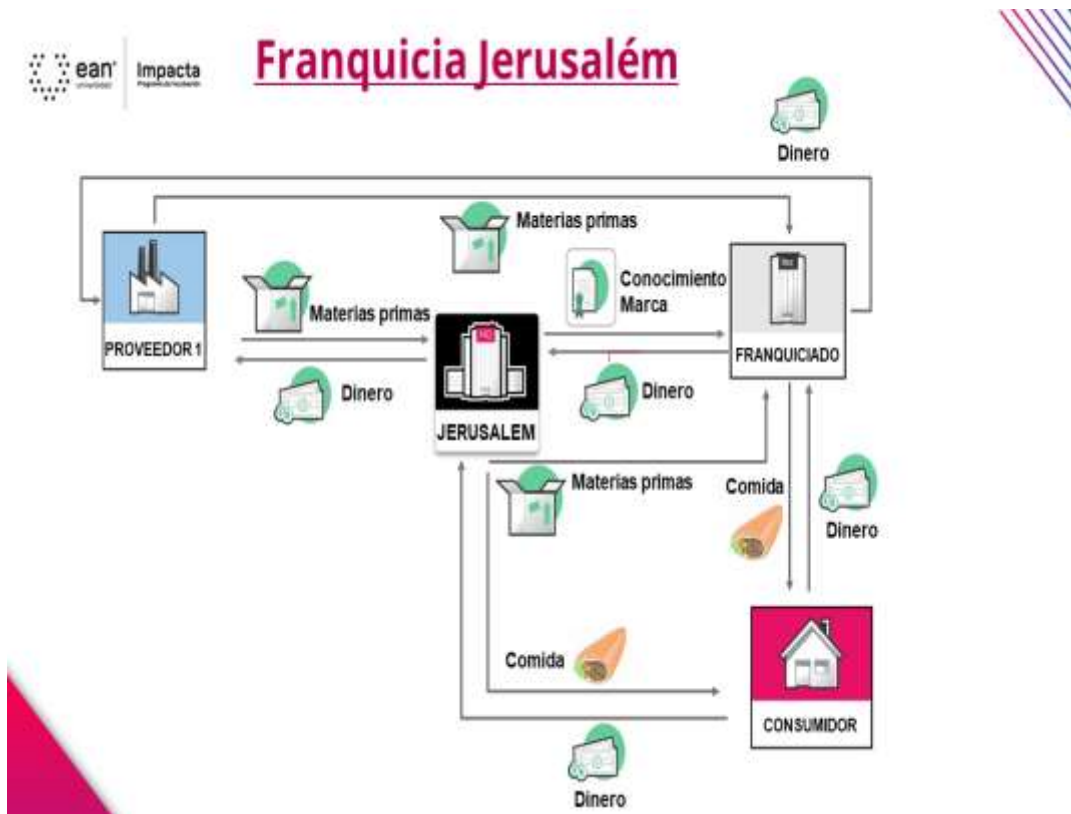 ean
universidad
Impacta
Franquicia Jerusalém
Dinero
Materias primas
Conocimiento
Marca
Materias primas
PROVEEDOR 1
FRANQUICIADO
Dinero
Dinero
JERUSALEM
Materias primas
Comida
Dinero
Comida
CONSUMIDOR
Dinero